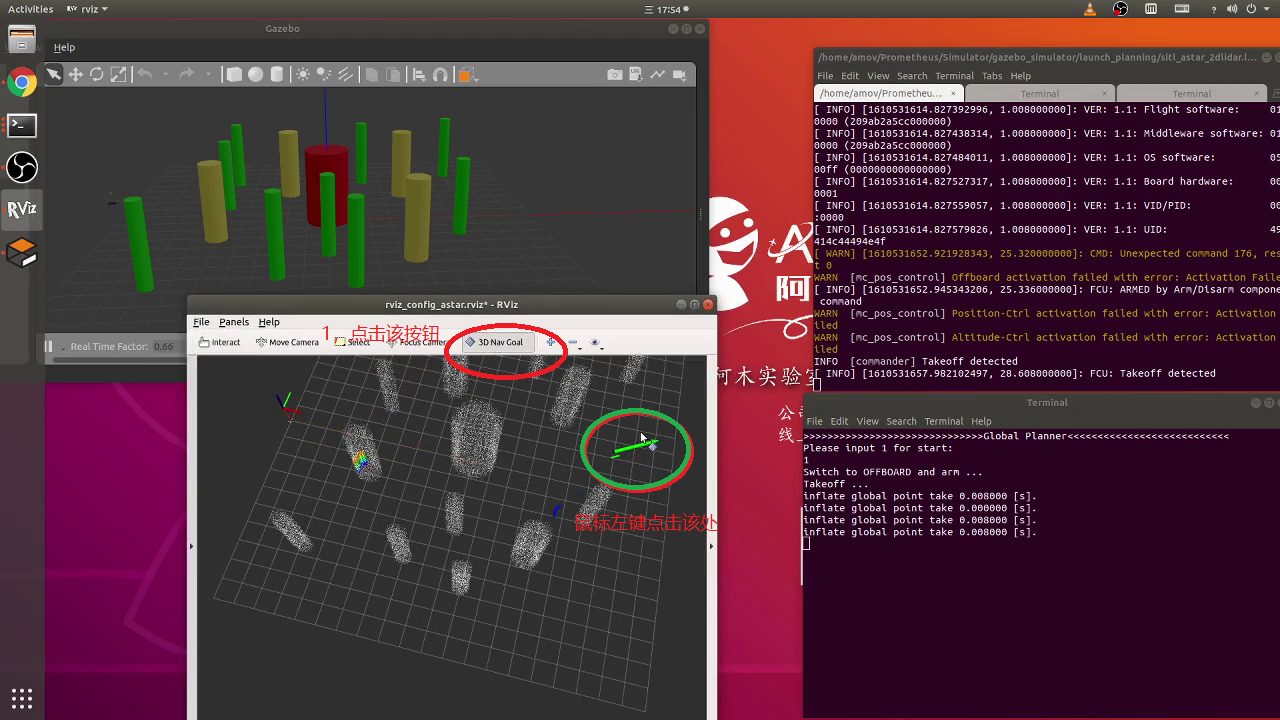 Activities
rviz
三 17:54
Gazebo
Help
Real Time Factor: 0.66
/home/amov/Prometheus/Simulator/gazebo_simulator/launch_planning/sitl_astar_2dlidar.l...
File Edit View Search Terminal Tabs Help
/home/amov/Prometheu... × Terminal × Terminal ×
[ INFO] [1610531614.827392996, 1.008000000]: VER: 1.1: Flight software: 01
0000 (209ab2a5cc000000)
[ INFO] [1610531614.827438314, 1.008000000]: VER: 1.1: Middleware software: 01
0000 (209ab2a5cc000000)
[ INFO] [1610531614.827484011, 1.008000000]: VER: 1.1: OS software: 05
00ff (0000000000000000)
[ INFO] [1610531614.827527317, 1.008000000]: VER: 1.1: Board hardware: 00
0001
[ INFO] [1610531614.827559057, 1.008000000]: VER: 1.1: VID/PID: 00
:0000
[ INFO] [1610531614.827579826, 1.008000000]: VER: 1.1: UID: 49
414c44494e4f
[ WARN] [1610531652.921928343, 25.320000000]: CMD: Unexpected command 176, res
t 0
WARN [mc_pos_control] Offboard activation failed with error: Activation Faile
[ INFO] [1610531652.945343206, 25.336000000]: FCU: ARMED by Arm/Disarm compone
command
WARN [mc_pos_control] Position-Ctrl activation failed with error: Activation
iled
WARN [mc_pos_control] Altitude-Ctrl activation failed with error: Activation
iled
INFO [commander] Takeoff detected
[ INFO] [1610531657.982102497, 28.608000000]: FCU: Takeoff detected
阿
阿木实验室
公司
线上
rviz_config_astar.rviz* - RViz
File Panels Help
1、点击该按钮
Interact Move Camera Select Focus Camera 3D Nav Goal
鼠标左键点击该处
Terminal
File Edit View Search Terminal Help
>>>>>>>>>>>>>>>>>>>>>>>>>>>>>>Global Planner<<<<<<<<<<<<<<<<<<<<<<<<<<<
Please input 1 for start:
1
Switch to OFFBOARD and arm ...
Takeoff ...
inflate global point take 0.008000 [s].
inflate global point take 0.000000 [s].
inflate global point take 0.008000 [s].
inflate global point take 0.008000 [s].